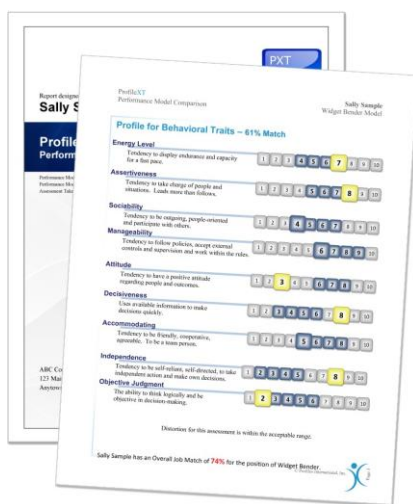 PXT
Report designed
Sally S
Profile
Perform
Performance Mod
Performance Mod
Assessment Take
ABC Co
123 Mai
Anytow
ProfileXT
Performance Model Comparison
Sally Sample
Widget Bender Model
Profile for Behavioral Traits – 61% Match
Energy Level
Tendency to display endurance and capacity
for a fast pace.
1 2 3 4 5 6 7 8 9 10
Assertiveness
Tendency to take charge of people and
situations. Leads more than follows.
1 2 3 4 5 6 7 8 9 10
Sociability
Tendency to be outgoing, people-oriented
and participate with others.
1 2 3 4 5 6 7 8 9 10
Manageability
Tendency to follow policies, accept external
controls and supervision and work within the rules.
1 2 3 4 5 6 7 8 9 10
Attitude
Tendency to have a positive attitude
regarding people and outcomes.
1 2 3 4 5 6 7 8 9 10
Decisiveness
Uses available information to make
decisions quickly.
1 2 3 4 5 6 7 8 9 10
Accommodating
Tendency to be friendly, cooperative,
agreeable. To be a team person.
1 2 3 4 5 6 7 8 9 10
Independence
Tendency to be self-reliant, self-directed, to take
independent action and make own decisions.
1 2 3 4 5 6 7 8 9 10
Objective Judgment
The ability to think logically and be
objective in decision-making.
1 2 3 4 5 6 7 8 9 10
Distortion for this assessment is within the acceptable range.
Sally Sample has an Overall Job Match of 74% for the position of Widget Bender.